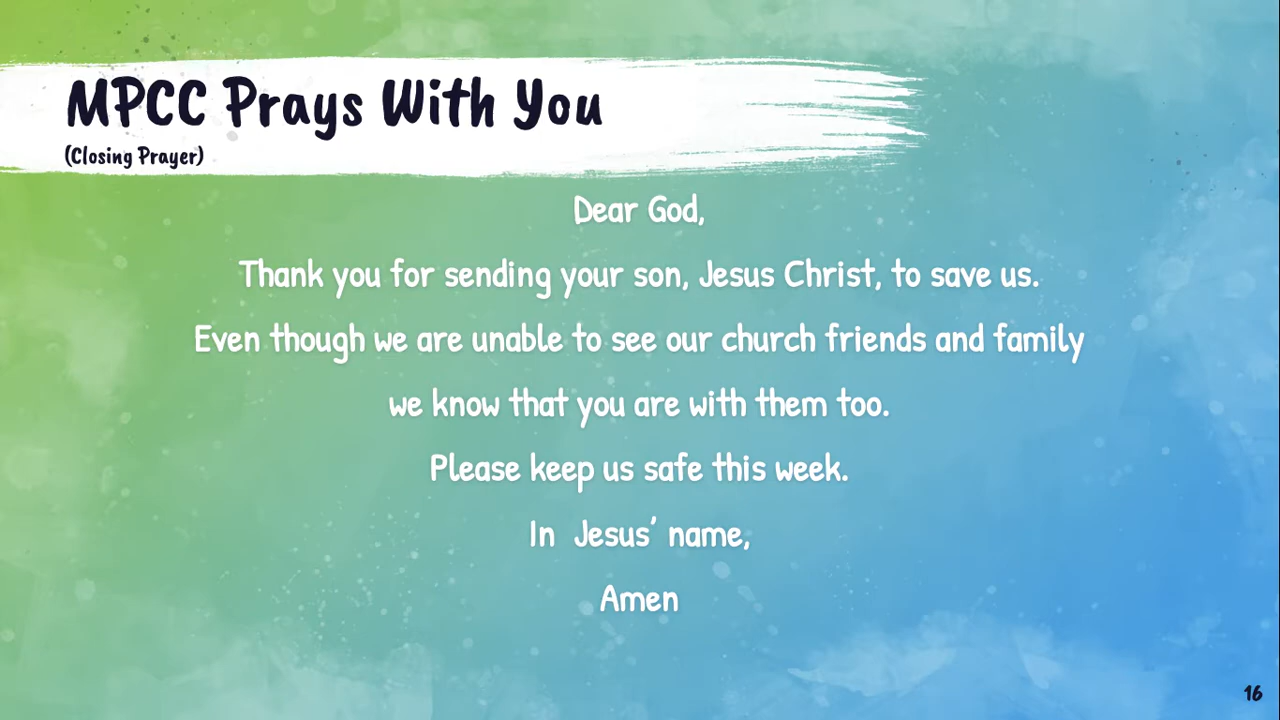 MPCC Prays With You
(Closing Prayer)
Dear God,
Thank you for sending your son, Jesus Christ, to save us.
Even though we are unable to see our church friends and family
we know that you are with them too.
Please keep us safe this week.
In  Jesus’ name,
Amen
16